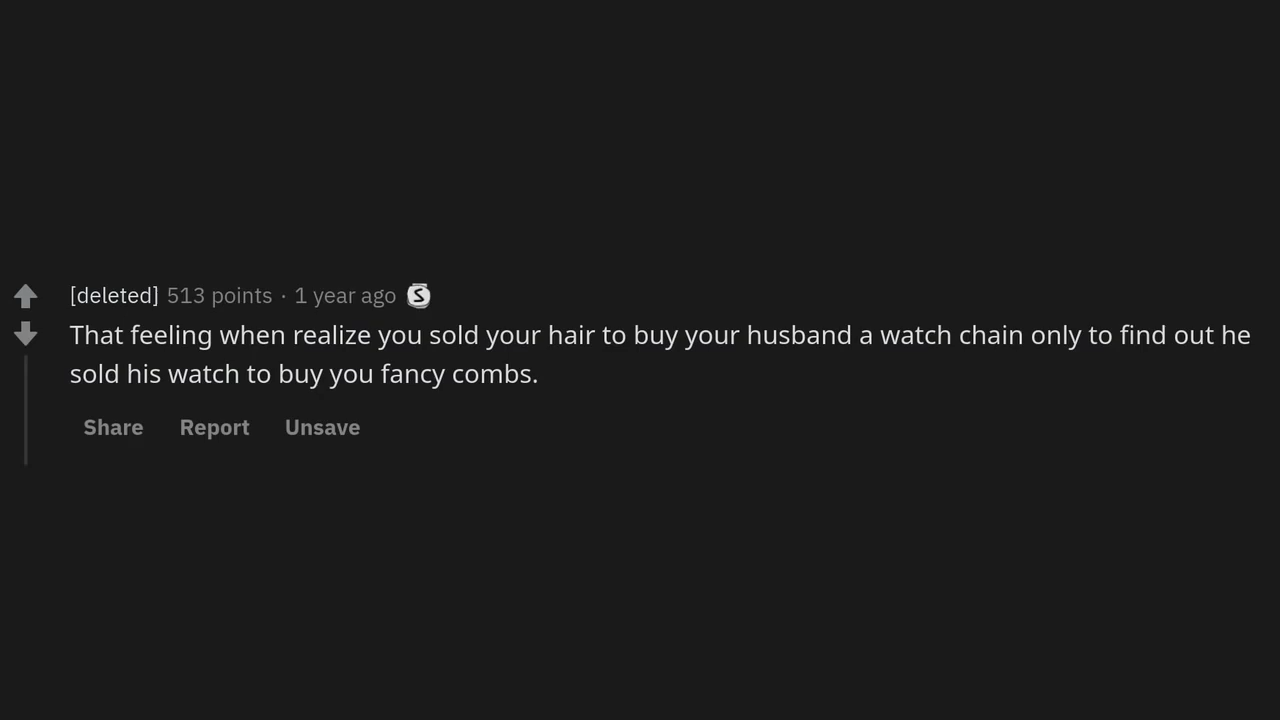 [deleted] 513 points · 1 year ago S
That feeling when realize you sold your hair to buy your husband a watch chain only to find out he
sold his watch to buy you fancy combs.
Share Report Unsave